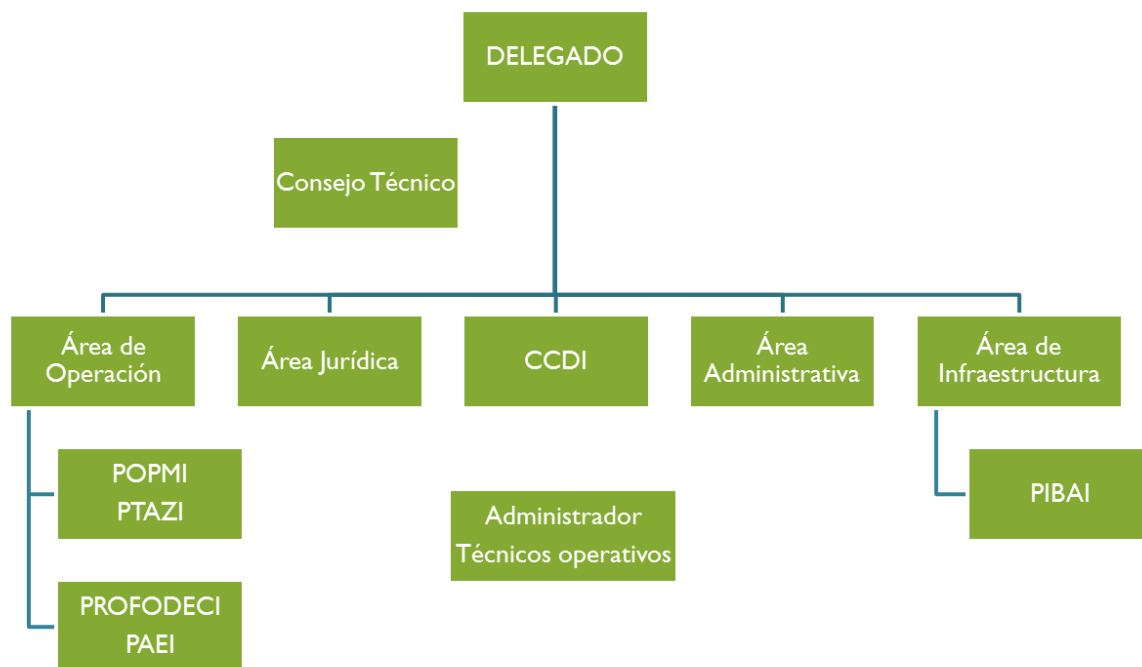 DELEGADO
Consejo Técnico
Área de
Operación
Área Jurídica
CCDI
Área
Administrativa
Área de
Infraestructura
POPMI
PTAZI
Administrador
Técnicos operativos
PIBAI
PROFODECI
PAEI